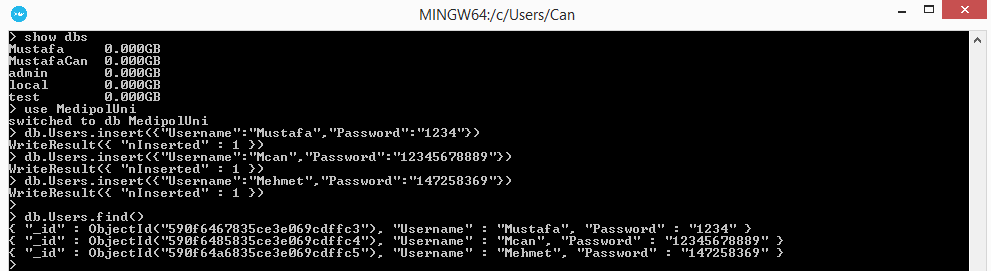 MINGW64:/c/Users/Can
> show dbs
Mustafa     0.000GB
MustafaCan  0.000GB
admin       0.000GB
local       0.000GB
test        0.000GB
> use MedipolUni
switched to db MedipolUni
> db.Users.insert({"Username":"Mustafa","Password":"1234"})
WriteResult({ "nInserted" : 1 })
> db.Users.insert({"Username":"Mcan","Password":"12345678889"})
WriteResult({ "nInserted" : 1 })
> db.Users.insert({"Username":"Mehmet","Password":"147258369"})
WriteResult({ "nInserted" : 1 })
>
> db.Users.find()
{ "_id" : ObjectId("590f6467835ce3e069cdffc3"), "Username" : "Mustafa", "Password" : "1234" }
{ "_id" : ObjectId("590f6485835ce3e069cdffc4"), "Username" : "Mcan", "Password" : "12345678889" }
{ "_id" : ObjectId("590f64a6835ce3e069cdffc5"), "Username" : "Mehmet", "Password" : "147258369" }
>